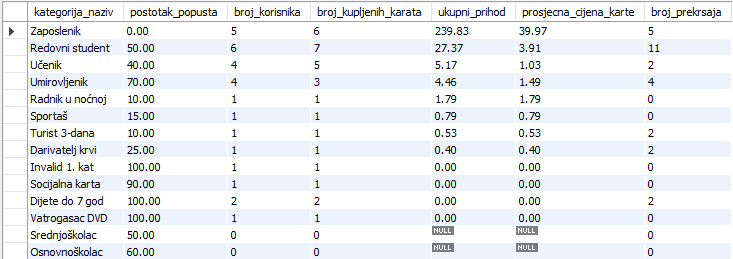 kategorija_naziv postotak_popusta broj_korisnika broj_kupljenih_karata ukupni_prihod prosjecna_cijena_karte broj_prekrsaja
Zaposlenik 0.00 5 6 239.83 39.97 5
Redovni student 50.00 6 7 27.37 3.91 11
Učenik 40.00 4 5 5.17 1.03 2
Umirovljenik 70.00 4 3 4.46 1.49 4
Radnik u noćnoj 10.00 1 1 1.79 1.79 0
Sportaš 15.00 1 1 0.79 0.79 0
Turist 3-dana 10.00 1 1 0.53 0.53 2
Darivatelj krvi 25.00 1 1 0.40 0.40 2
Invalid 1. kat 100.00 1 1 0.00 0.00 0
Socijalna karta 90.00 1 1 0.00 0.00 0
Dijete do 7 god 100.00 2 2 0.00 0.00 2
Vatrogasac DVD 100.00 1 1 0.00 0.00 0
Srednjoškolac 50.00 0 0 NULL NULL 0
Osnovnoškolac 60.00 0 0 NULL NULL 0